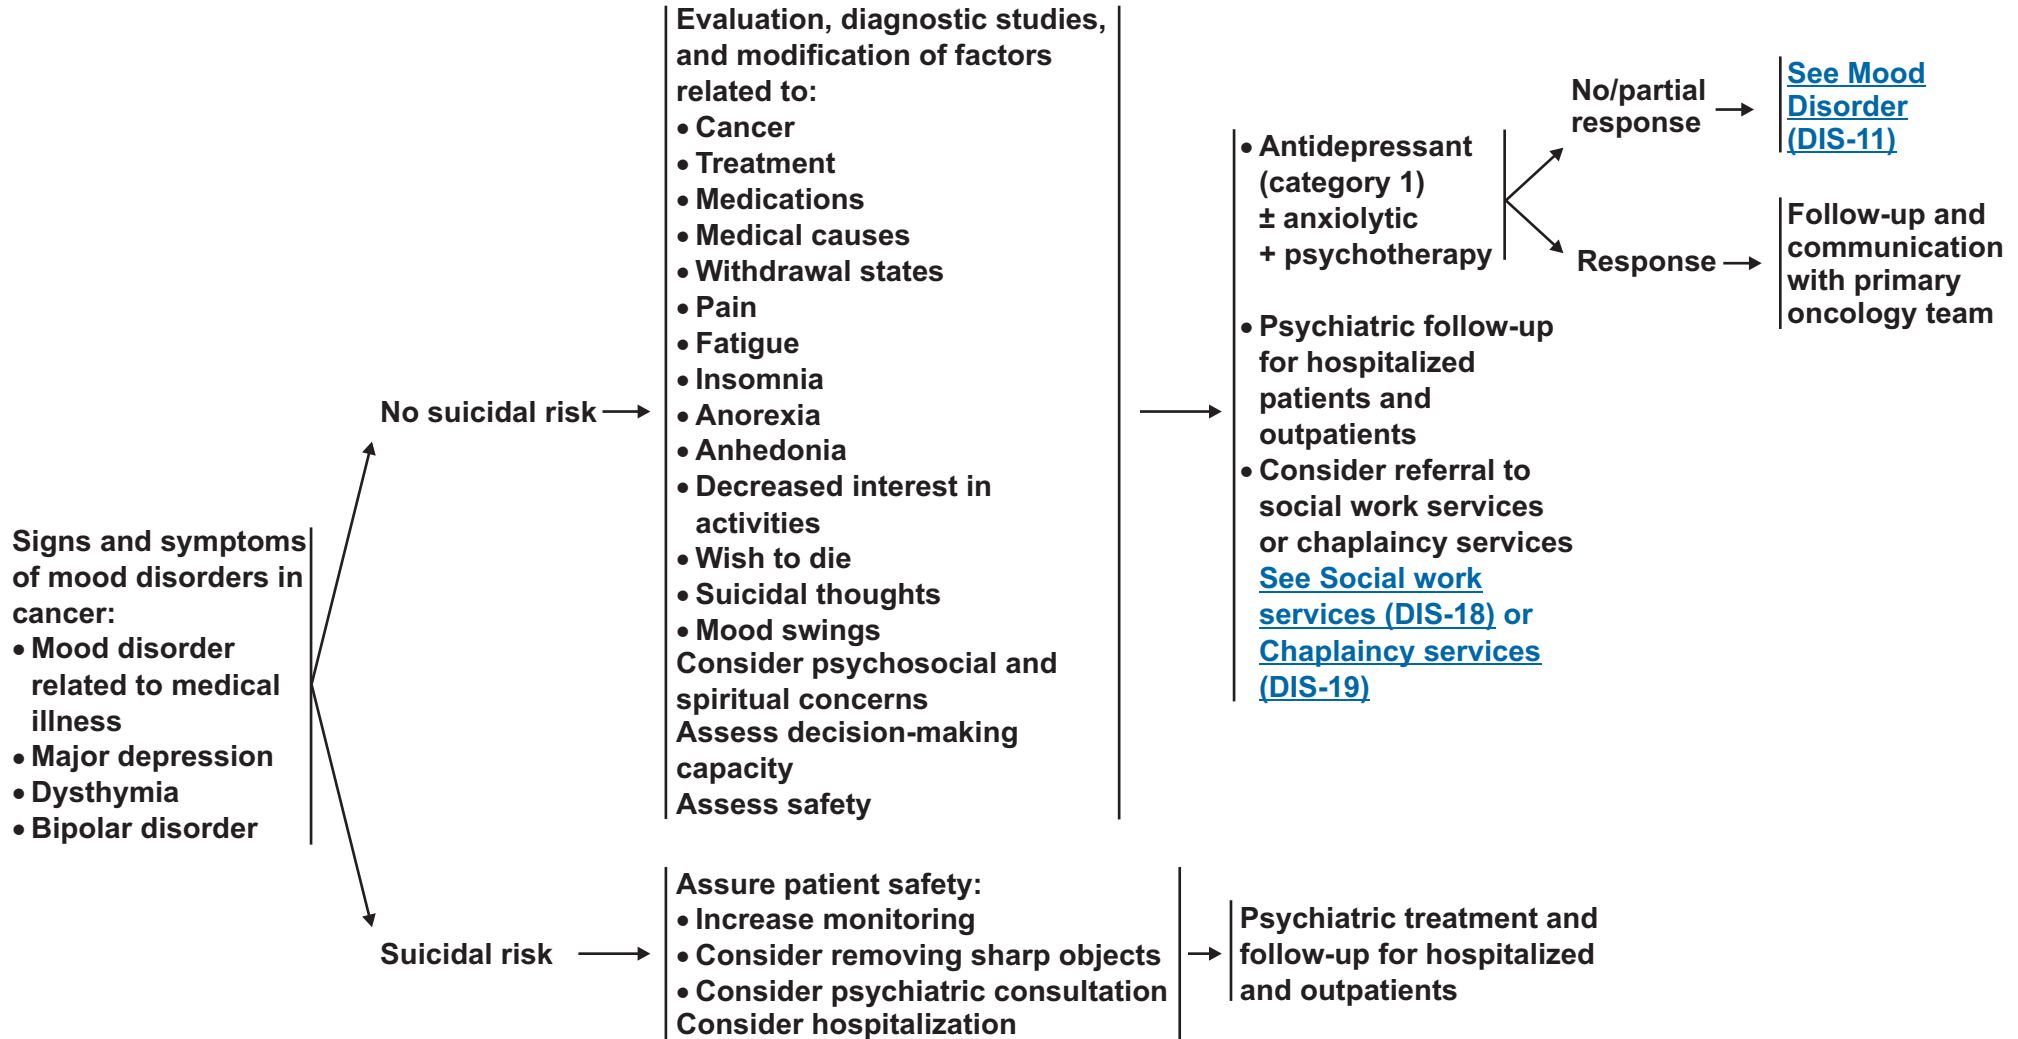 Signs and symptoms
of mood disorders in
cancer:
• Mood disorder
related to medical
illness
• Major depression
• Dysthymia
• Bipolar disorder
No suicidal risk
Evaluation, diagnostic studies,
and modification of factors
related to:
• Cancer
• Treatment
• Medications
• Medical causes
• Withdrawal states
• Pain
• Fatigue
• Insomnia
• Anorexia
• Anhedonia
• Decreased interest in
activities
• Wish to die
• Suicidal thoughts
• Mood swings
Consider psychosocial and
spiritual concerns
Assess decision-making
capacity
Assess safety
• Antidepressant
(category 1)
± anxiolytic
+ psychotherapy
• Psychiatric follow-up
for hospitalized
patients and
outpatients
• Consider referral to
social work services
or chaplaincy services
See Social work
services (DIS-18) or
Chaplaincy services
(DIS-19)
No/partial
response
See Mood
Disorder
(DIS-11)
Response
Follow-up and
communication
with primary
oncology team
Suicidal risk
Assure patient safety:
• Increase monitoring
• Consider removing sharp objects
• Consider psychiatric consultation
Consider hospitalization
Psychiatric treatment and
follow-up for hospitalized
and outpatients